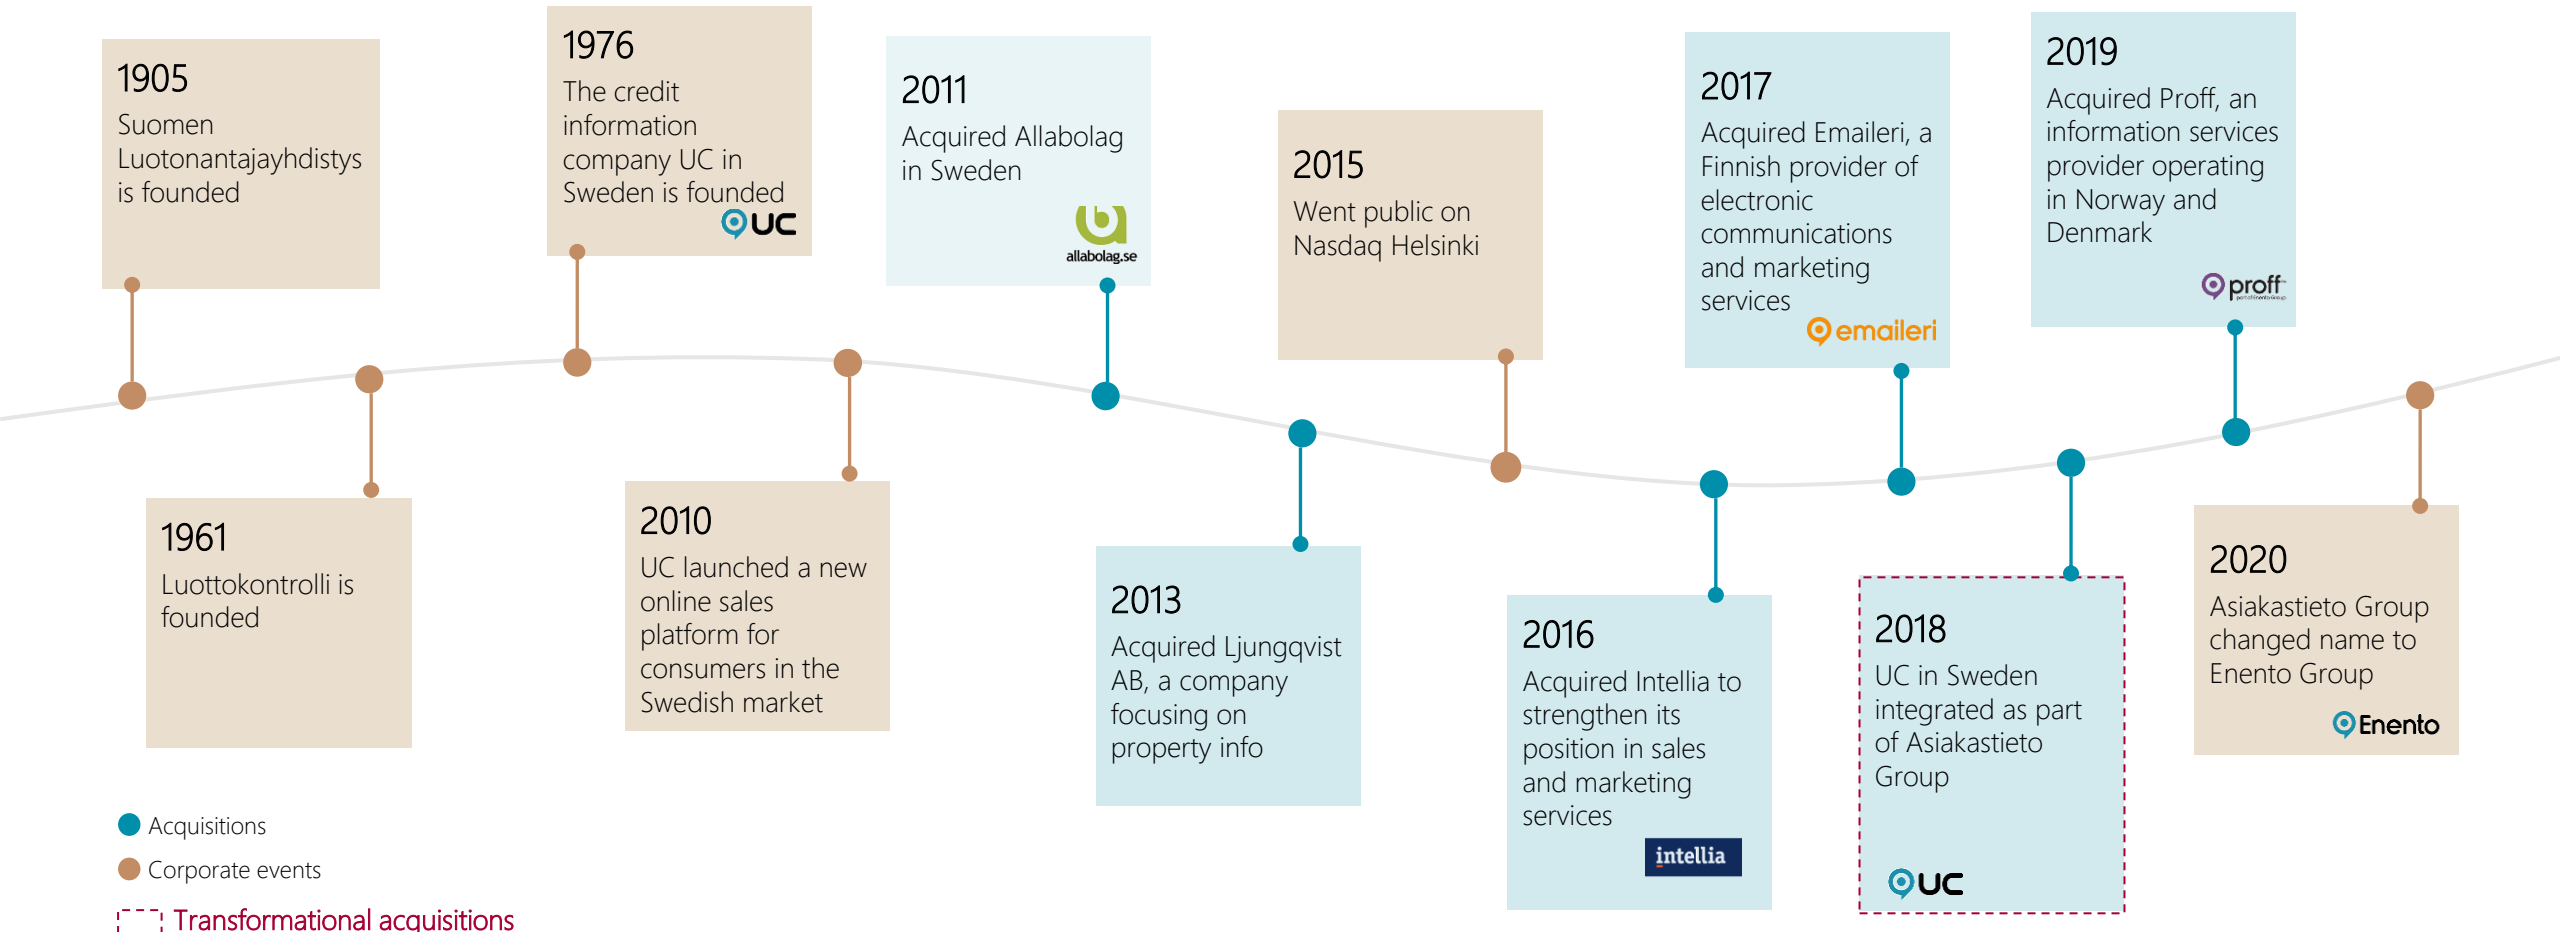 1905
Suomen
Luotonantajayhdistys
is founded
1976
The credit
information
company UC in
Sweden is founded
UC
2011
Acquired Allabolag
in Sweden
allabolag.se
2015
Went public on
Nasdaq Helsinki
2017
Acquired Emaileri, a
Finnish provider of
electronic
communications
and marketing
services
emaileri
2019
Acquired Proff, an
information services
provider operating
in Norway and
Denmark
proff™
part of Enento Group
1961
Luottokontrolli is
founded
2010
UC launched a new
online sales
platform for
consumers in the
Swedish market
2013
Acquired Ljungqvist
AB, a company
focusing on
property info
2016
Acquired Intellia to
strengthen its
position in sales
and marketing
services
intellia
2018
UC in Sweden
integrated as part
of Asiakastieto
Group
UC
2020
Asiakastieto Group
changed name to
Enento Group
Enento
Acquisitions
Corporate events
Transformational acquisitions